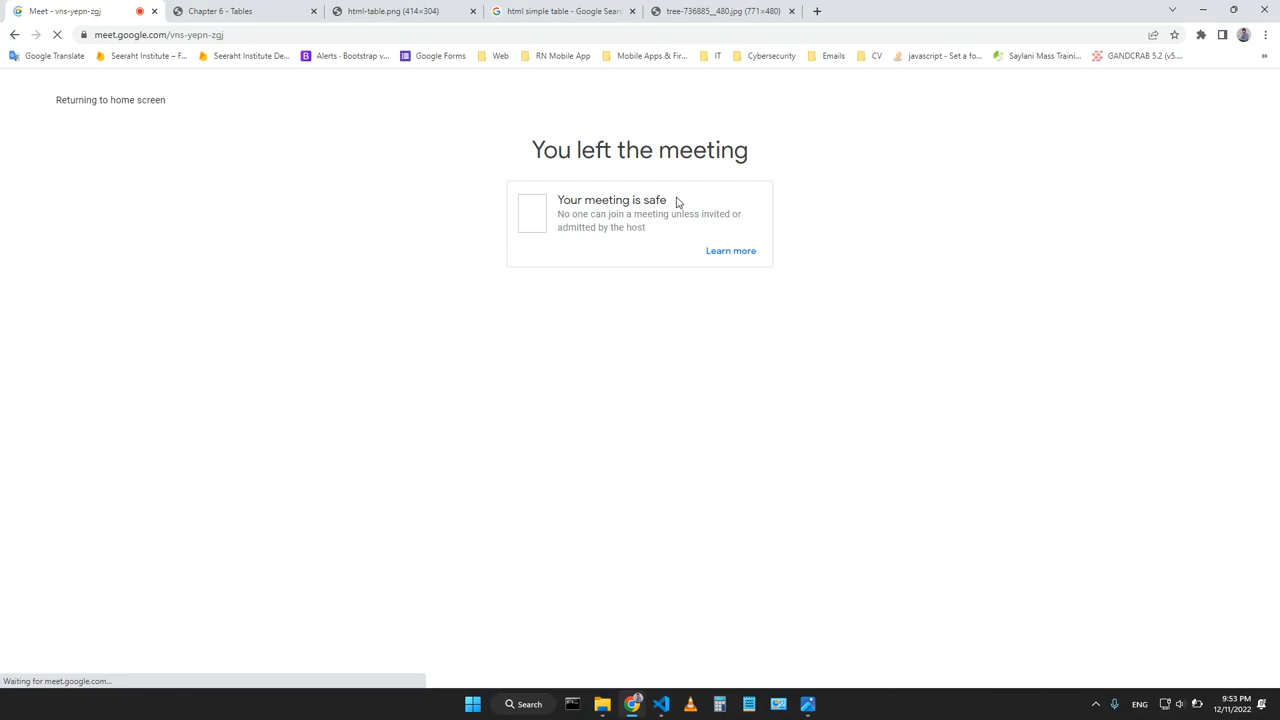 Meet - vns-yepn-zgj
Chapter 6 - Tables
html-table.png (414×304)
html simple table - Google Searc
tree-736885__480.jpg (771×480)
meet.google.com/vns-yepn-zgj
Google Translate
Seeraht Institute – F...
Seeraht Institute De...
Alerts · Bootstrap v...
Google Forms
Web
RN Mobile App
Mobile Apps & Fir...
IT
Cybersecurity
Emails
CV
javascript - Set a fo...
Saylani Mass Traini...
GANDCRAB 5.2 (v5....
»
Returning to home screen
You left the meeting
Your meeting is safe
No one can join a meeting unless invited or
admitted by the host
Learn more
Waiting for meet.google.com...
Search
ENG
9:53 PM
12/11/2022